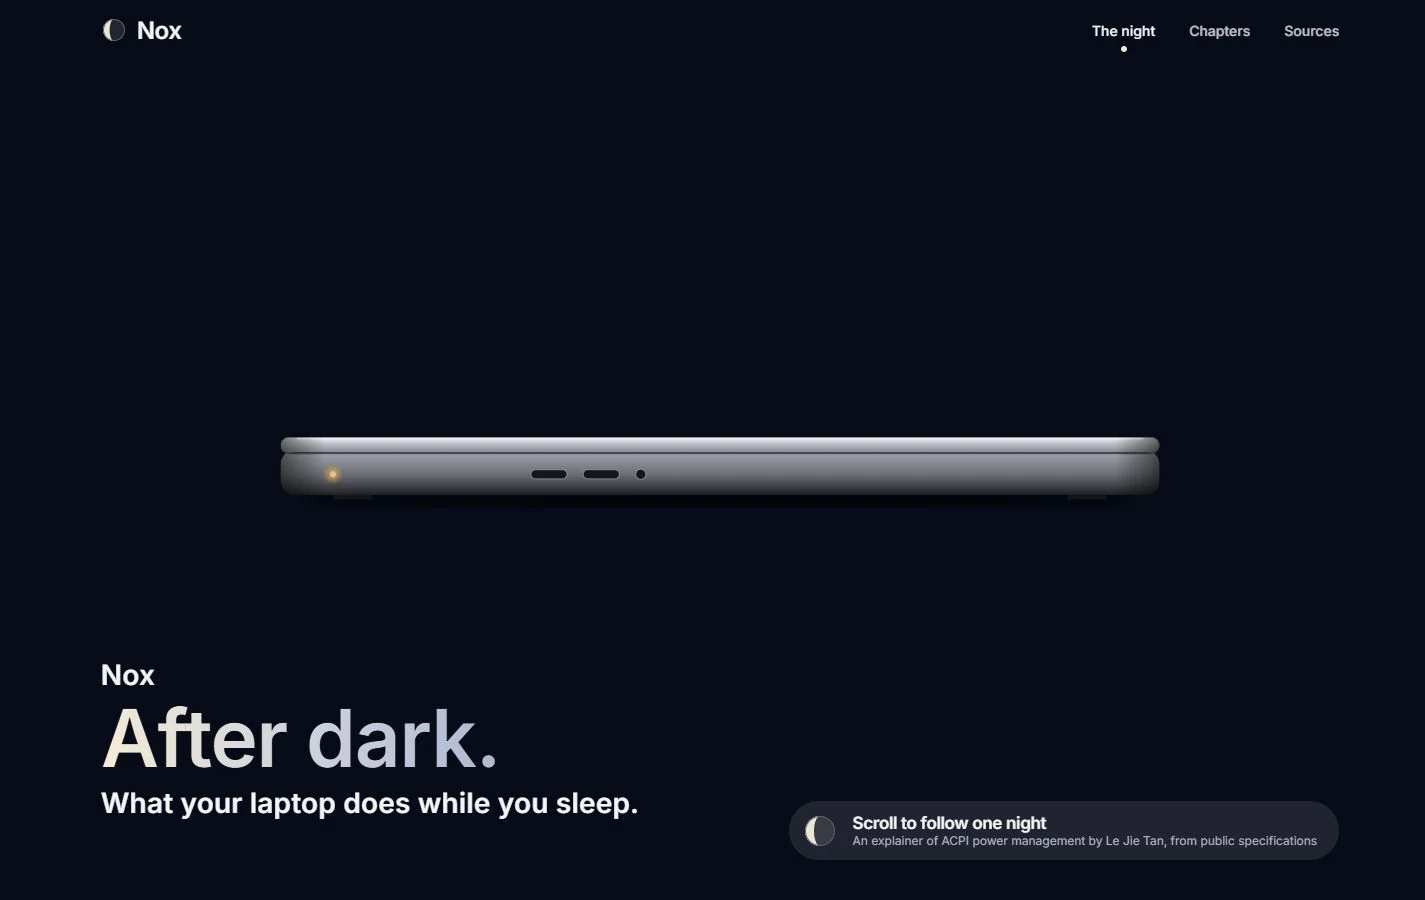 Nox
The night
Chapters
Sources
Nox
After dark.
What your laptop does while you sleep.
Scroll to follow one night
An explainer of ACPI power management by Le Jie Tan, from public specifications